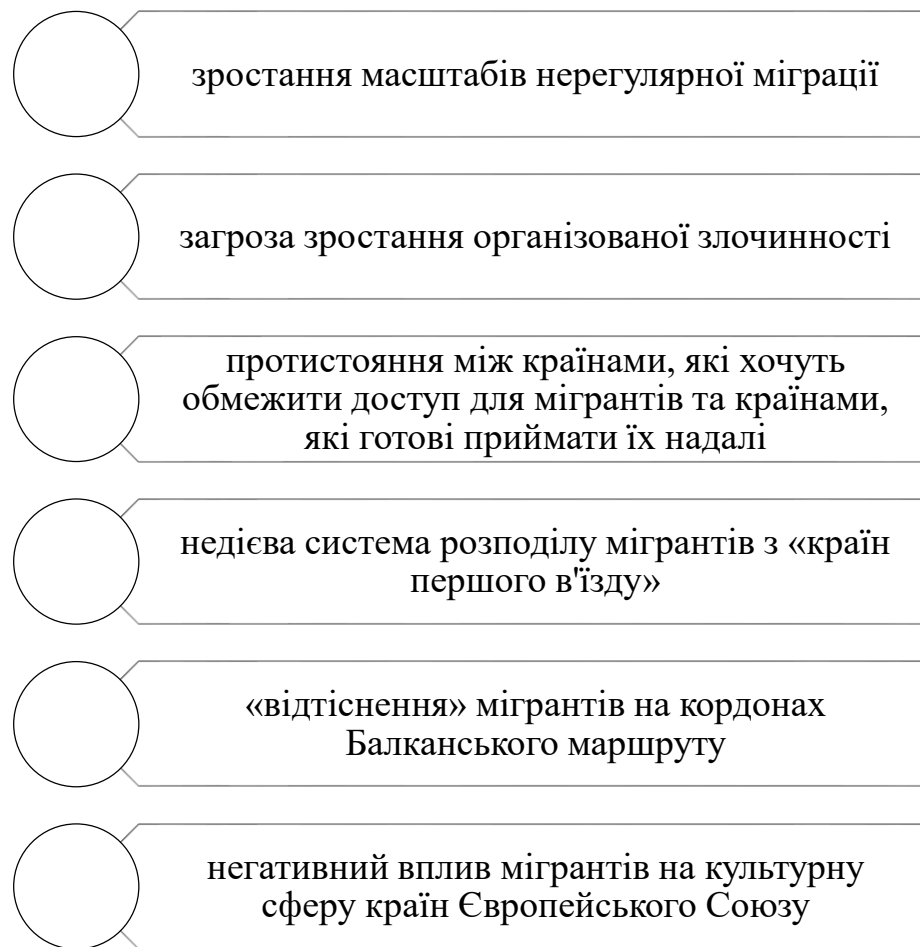 зростання масштабів нерегулярної міграції
загроза зростання організованої злочинності
протистояння між країнами, які хочуть
обмежити доступ для мігрантів та країнами,
які готові приймати їх надалі
недієва система розподілу мігрантів з «країн
першого в'їзду»
«відтіснення» мігрантів на кордонах
Балканського маршруту
негативний вплив мігрантів на культурну
сферу країн Європейського Союзу